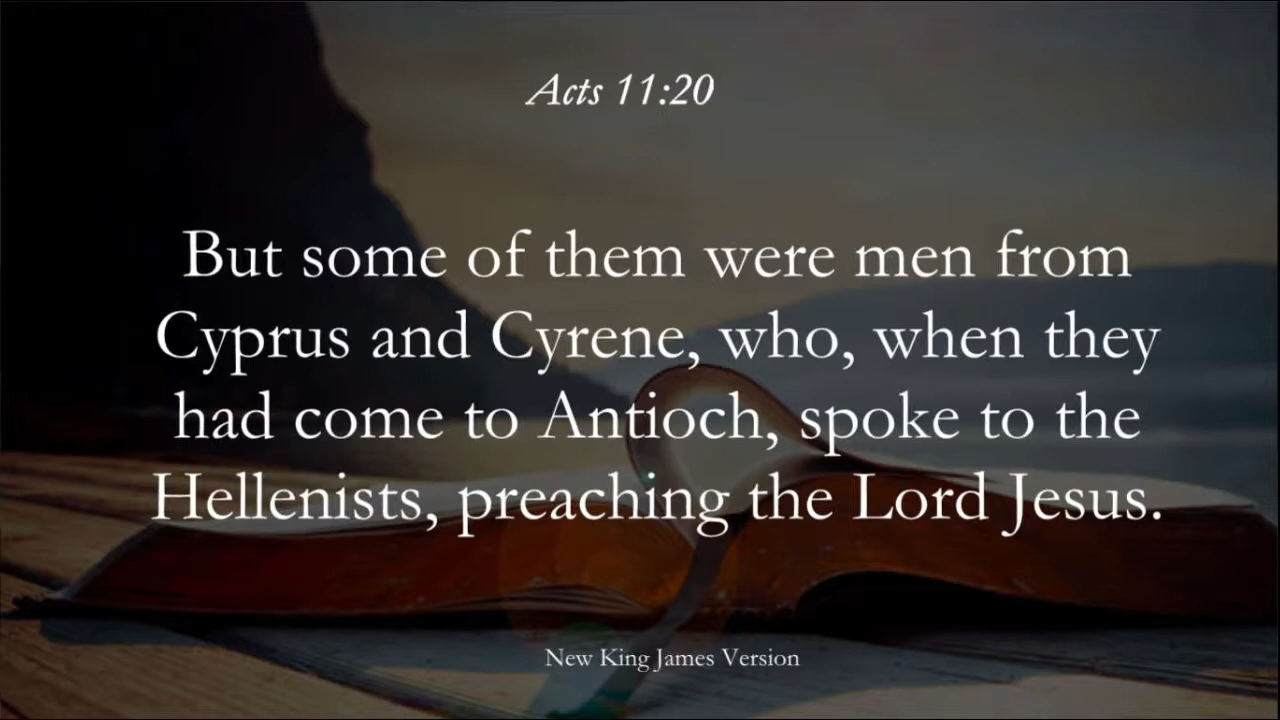 Acts 11:20
But some of them were men from
Cyprus and Cyrene, who, when they
had come to Antioch, spoke to the
Hellenists, preaching the Lord Jesus.
New King James Version